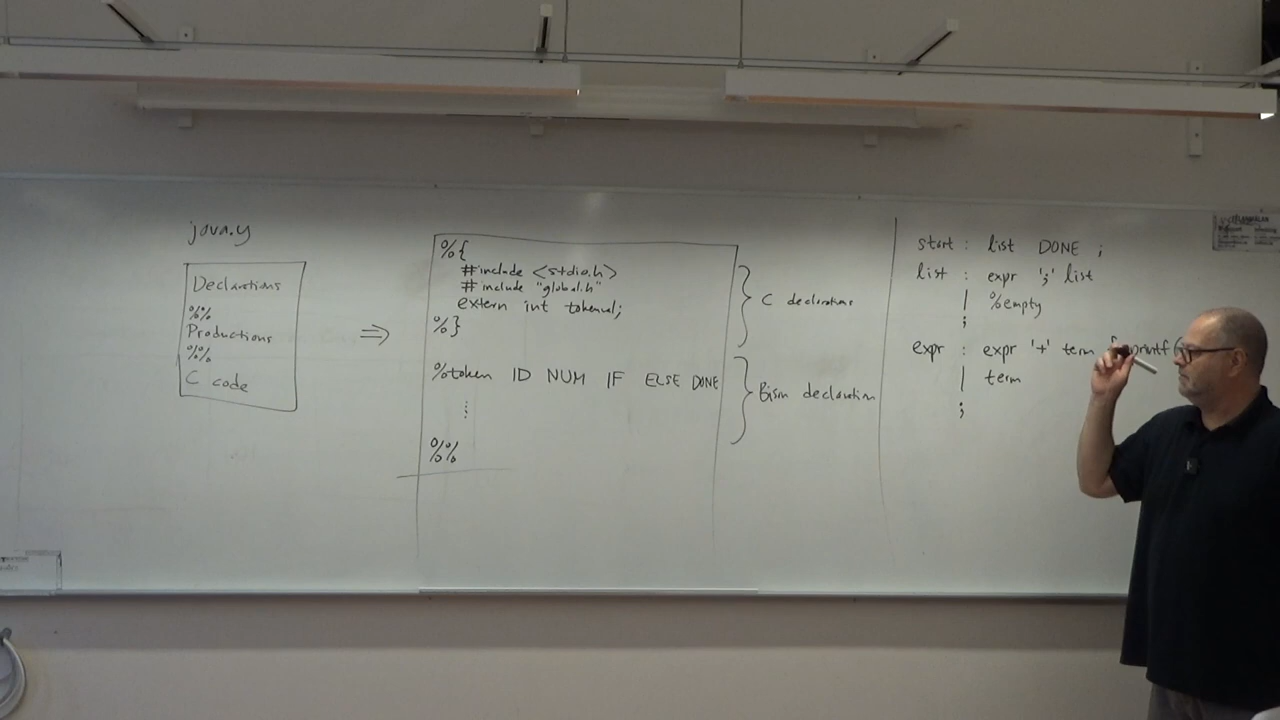 java.y
Declarations
%%
Productions
%%
C code
⇒
%{
#include <stdio.h>
#include "global.h"
extern int tokenval;
%}
%token ID NUM IF ELSE DONE
⋮
%%
C declarations
Bison declaration
start : list DONE ;
list : expr ';' list
| %empty
;
expr : expr '+' term { printf(
| term
;